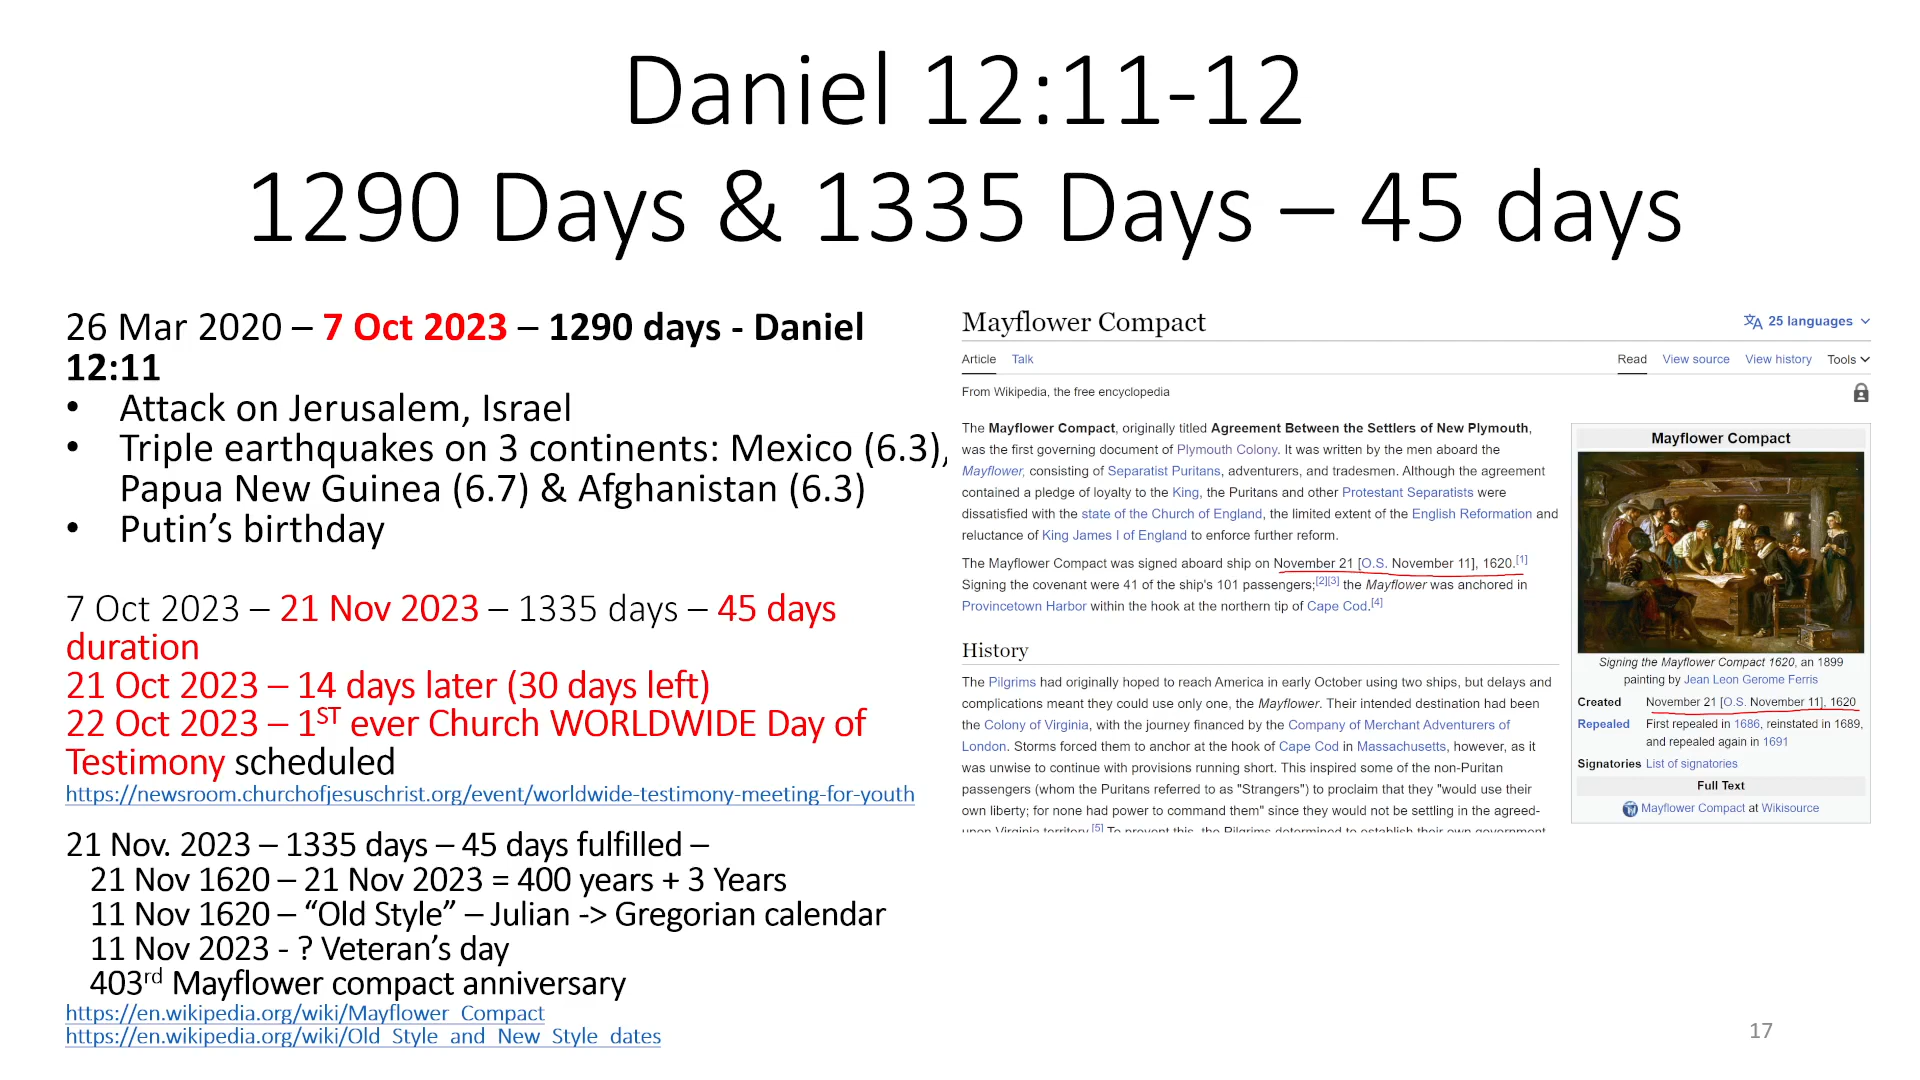 Daniel 12:11-12
1290 Days & 1335 Days – 45 days
26 Mar 2020 – 7 Oct 2023 – 1290 days - Daniel
12:11
• Attack on Jerusalem, Israel
• Triple earthquakes on 3 continents: Mexico (6.3),
Papua New Guinea (6.7) & Afghanistan (6.3)
• Putin's birthday
7 Oct 2023 – 21 Nov 2023 – 1335 days – 45 days
duration
21 Oct 2023 – 14 days later (30 days left)
22 Oct 2023 – 1ST ever Church WORLDWIDE Day of
Testimony scheduled
https://newsroom.churchofjesuschrist.org/event/worldwide-testimony-meeting-for-youth
21 Nov. 2023 – 1335 days – 45 days fulfilled –
21 Nov 1620 – 21 Nov 2023 = 400 years + 3 Years
11 Nov 1620 – “Old Style” – Julian -> Gregorian calendar
11 Nov 2023 - ? Veteran's day
403rd Mayflower compact anniversary
https://en.wikipedia.org/wiki/Mayflower_Compact
https://en.wikipedia.org/wiki/Old_Style_and_New_Style_dates
Mayflower Compact
25 languages
Article Talk
Read View source View history Tools
From Wikipedia, the free encyclopedia
The Mayflower Compact, originally titled Agreement Between the Settlers of New Plymouth,
was the first governing document of Plymouth Colony. It was written by the men aboard the
Mayflower, consisting of Separatist Puritans, adventurers, and tradesmen. Although the agreement
contained a pledge of loyalty to the King, the Puritans and other Protestant Separatists were
dissatisfied with the state of the Church of England, the limited extent of the English Reformation and
reluctance of King James I of England to enforce further reform.
The Mayflower Compact was signed aboard ship on November 21 [O.S. November 11], 1620.[1]
Signing the covenant were 41 of the ship's 101 passengers;[2][3] the Mayflower was anchored in
Provincetown Harbor within the hook at the northern tip of Cape Cod.[4]
History
The Pilgrims had originally hoped to reach America in early October using two ships, but delays and
complications meant they could use only one, the Mayflower. Their intended destination had been
the Colony of Virginia, with the journey financed by the Company of Merchant Adventurers of
London. Storms forced them to anchor at the hook of Cape Cod in Massachusetts, however, as it
was unwise to continue with provisions running short. This inspired some of the non-Puritan
passengers (whom the Puritans referred to as "Strangers") to proclaim that they "would use their
own liberty; for none had power to command them" since they would not be settling in the agreed-
upon Virginia territory.[5] To prevent this, the Pilgrims determined to establish their own government
Mayflower Compact
Signing the Mayflower Compact 1620, an 1899
painting by Jean Leon Gerome Ferris
Created November 21 [O.S. November 11], 1620
Repealed First repealed in 1686, reinstated in 1689,
and repealed again in 1691
Signatories List of signatories
Full Text
Mayflower Compact at Wikisource
17